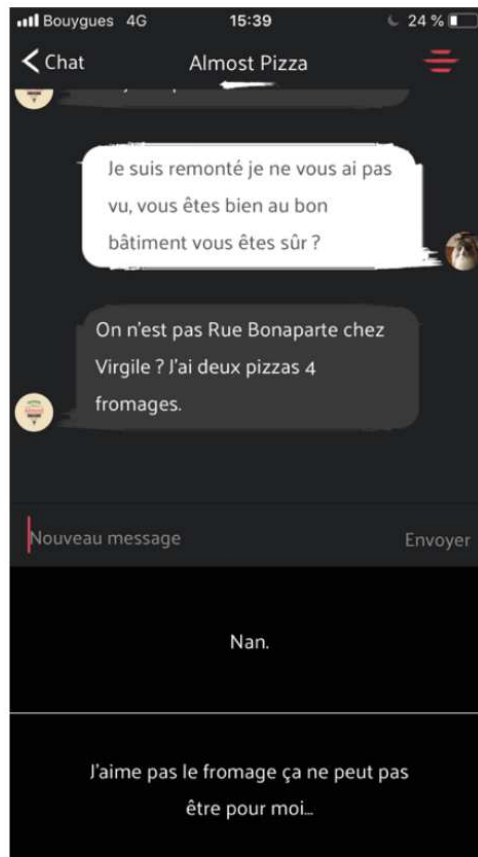 Bouygues 4G 15:39 24 %
Chat Almost Pizza
Je suis remonté je ne vous ai pas
vu, vous êtes bien au bon
bâtiment vous êtes sûr ?
On n'est pas Rue Bonaparte chez
Virgile ? J'ai deux pizzas 4
fromages.
Nouveau message Envoyer
Nan.
J'aime pas le fromage ça ne peut pas
être pour moi...